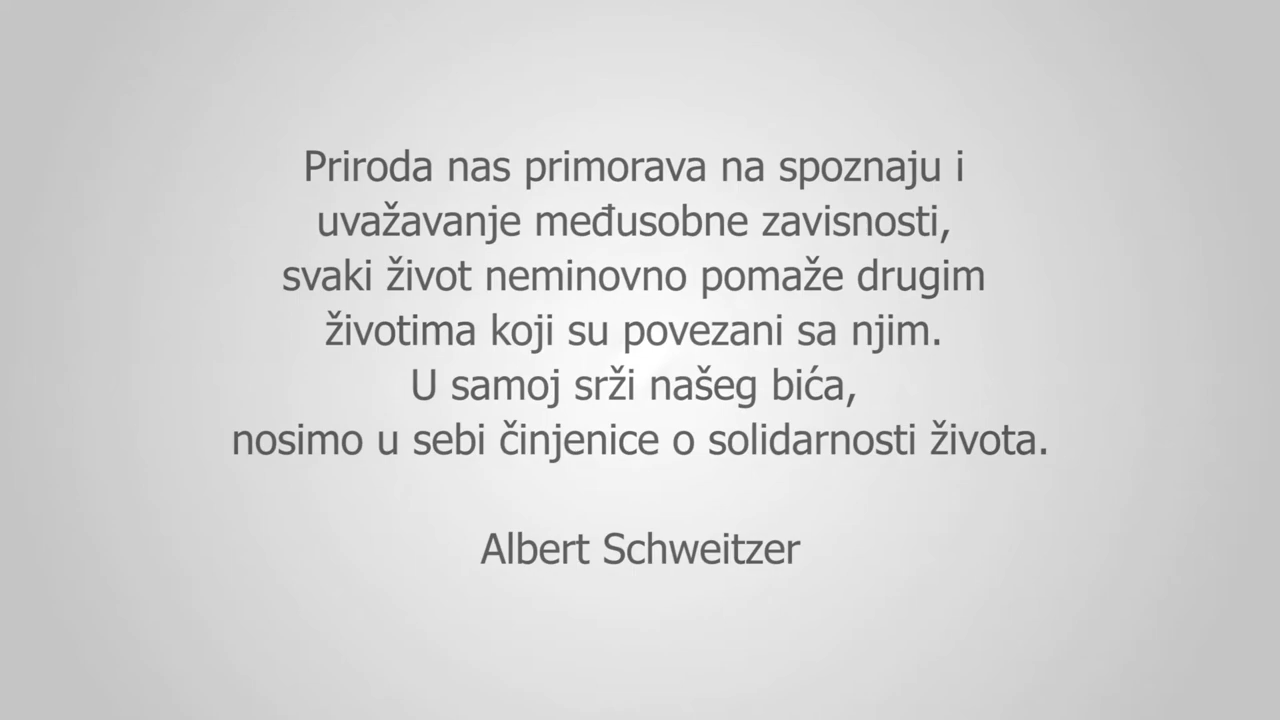 Priroda nas primorava na spoznaju i
uvažavanje međusobne zavisnosti,
svaki život neminovno pomaže drugim
životima koji su povezani sa njim.
U samoj srži našeg bića,
nosimo u sebi činjenice o solidarnosti života.
Albert Schweitzer